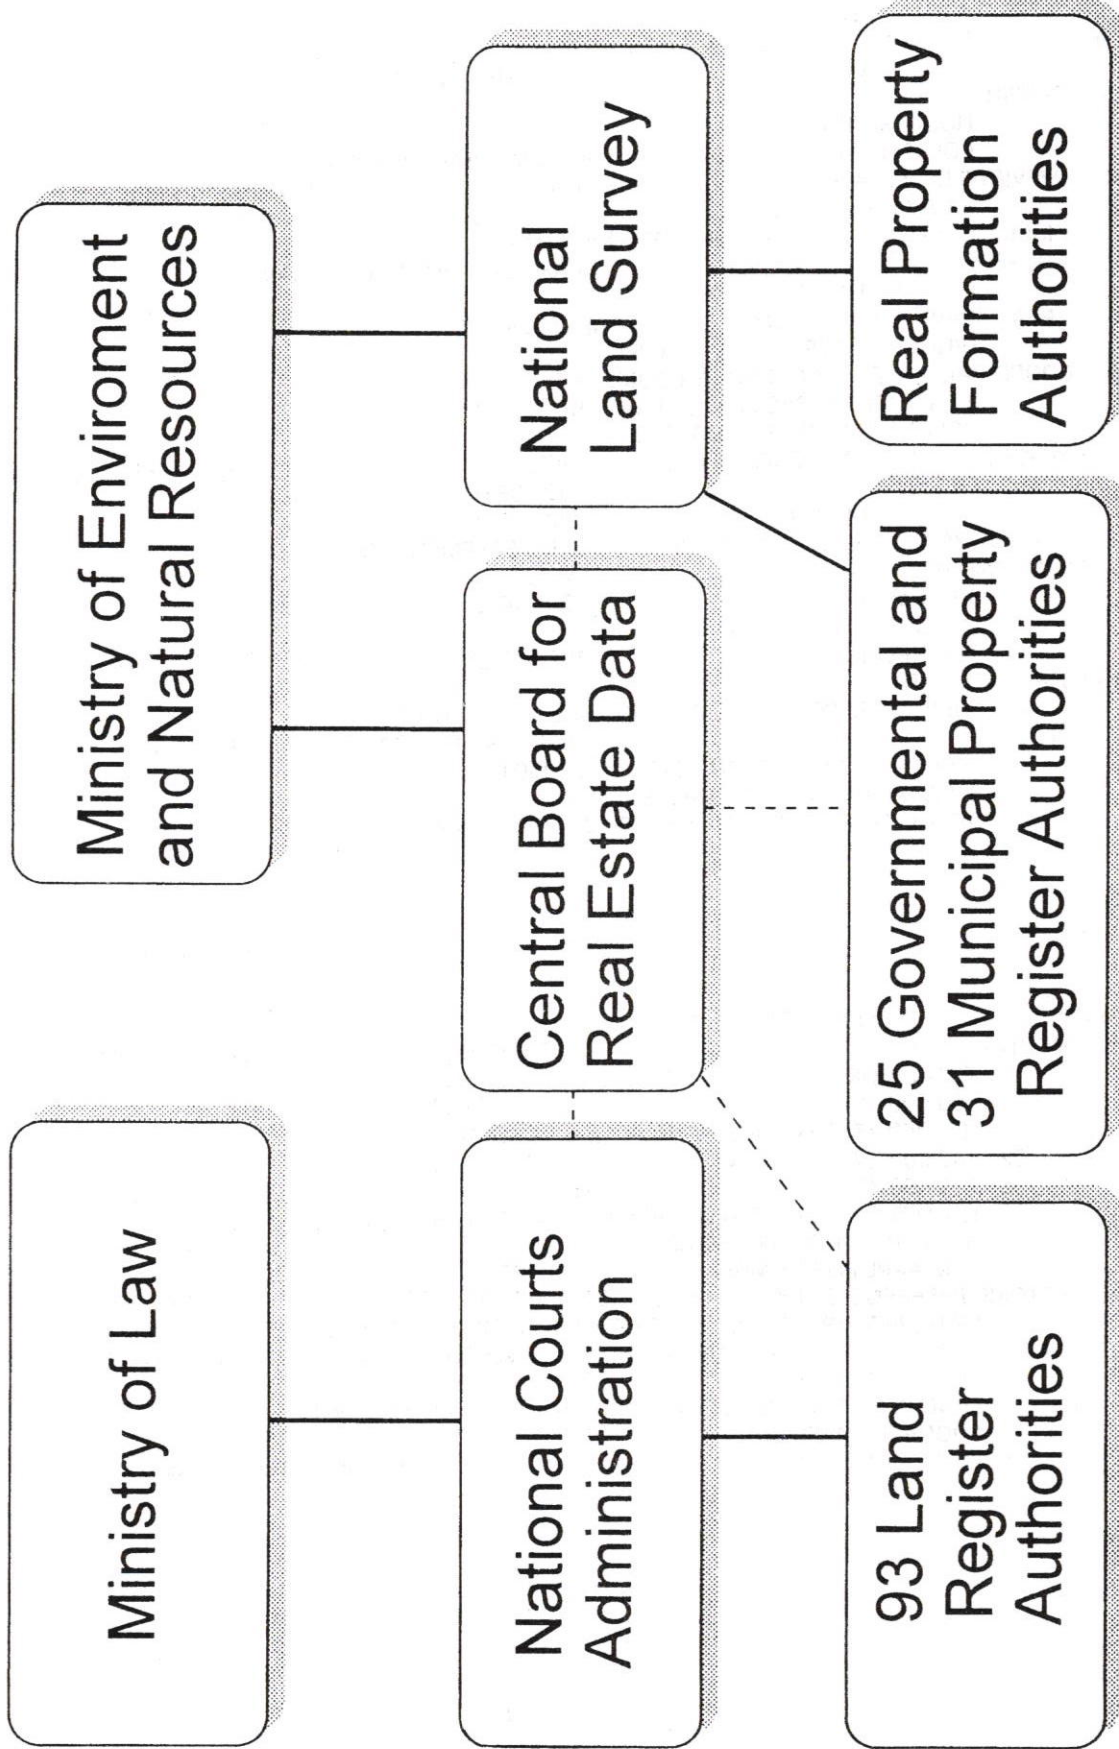 Ministry of Law
Ministry of Enviroment
and Natural Resources
National Courts
Administration
Central Board for
Real Estate Data
National
Land Survey
93 Land
Register
Authorities
25 Governmental and
31 Municipal Property
Register Authorities
Real Property
Formation
Authorities